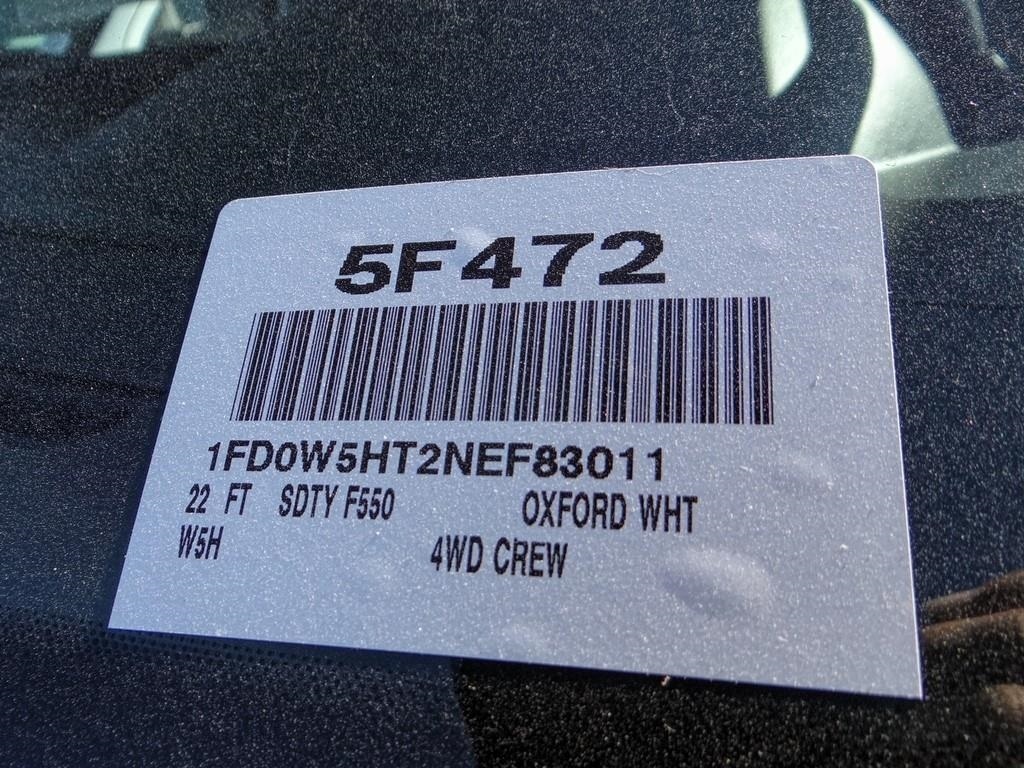 5F472
1FD0W5HT2NEF83011
22 FT SDTY F550 OXFORD WHT
W5H 4WD CREW